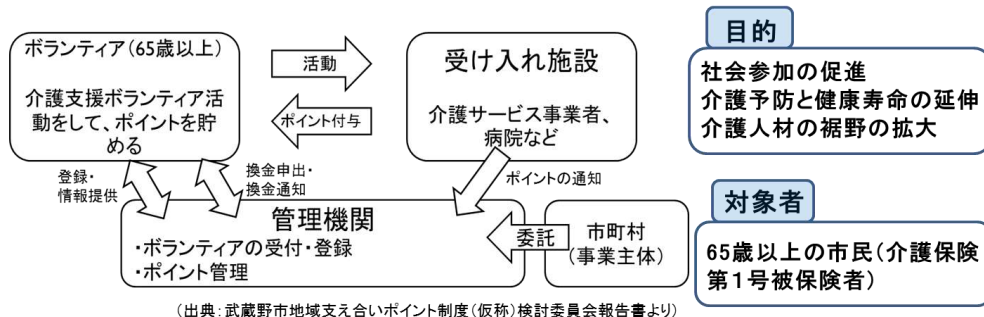 ボランティア(65歳以上)
介護支援ボランティア活
動をして、ポイントを貯
める
活動
ポイント付与
受け入れ施設
介護サービス事業者、
病院など
登録・
情報提供
換金申出・
換金通知
ポイントの通知
管理機関
・ボランティアの受付・登録
・ポイント管理
委託
市町村
(事業主体)
(出典:武蔵野市地域支え合いポイント制度(仮称)検討委員会報告書より)
目的
社会参加の促進
介護予防と健康寿命の延伸
介護人材の裾野の拡大
対象者
65歳以上の市民(介護保険
第1号被保険者)